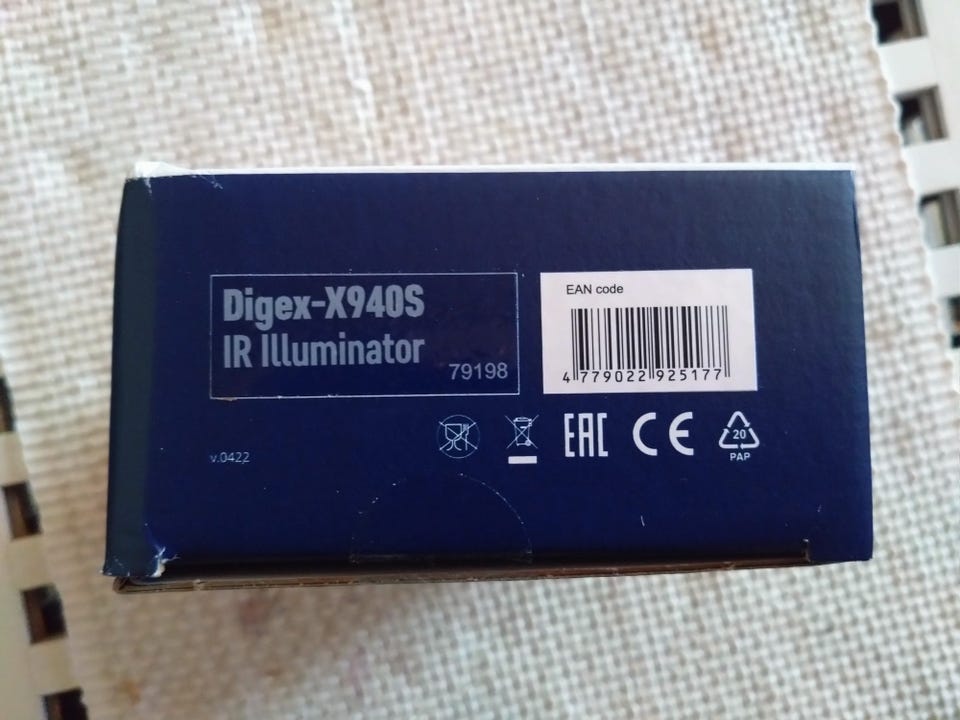 Digex-X940S
IR Illuminator
79198
EAN code
4 779022 925177
v.0422
EAC
CE
20
PAP